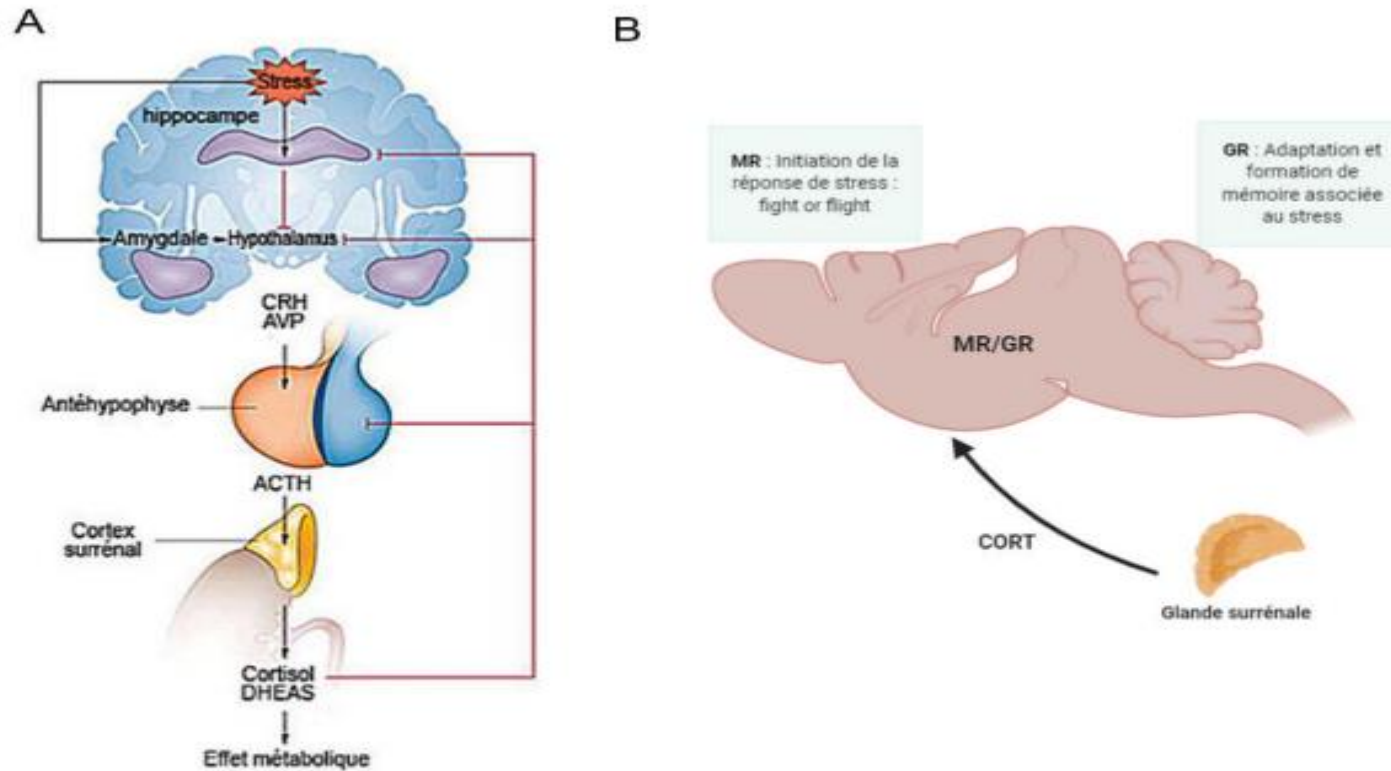 A
Stress
hippocampe
Amygdale
Hypothalamus
CRH
AVP
Antéhypophyse
ACTH
Cortex
surrénal
Cortisol
DHEAS
Effet métabolique
B
MR : Initiation de la
réponse de stress :
fight or flight
GR : Adaptation et
formation de
mémoire associée
au stress
MR/GR
CORT
Glande surrénale